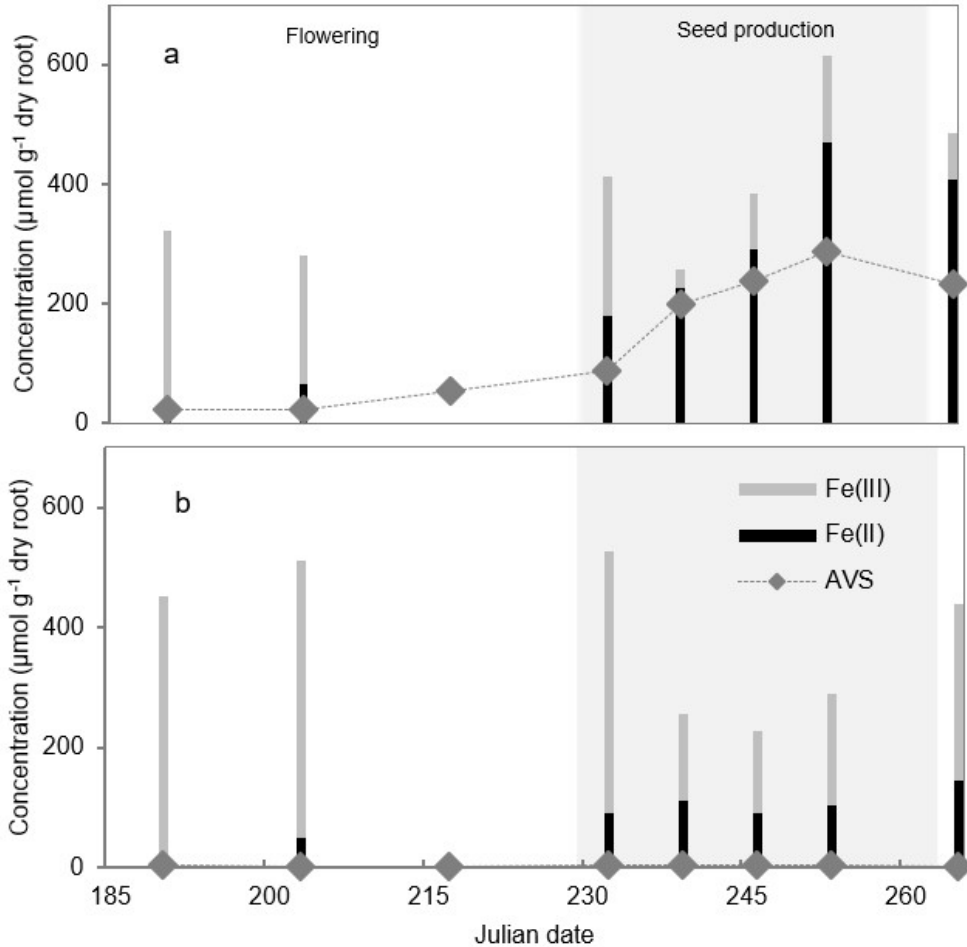 a
Flowering
Seed production
Concentration (µmol g⁻¹ dry root)
600
400
200
0
b
Fe(III)
Fe(II)
AVS
Concentration (µmol g⁻¹ dry root)
600
400
200
0
185 200 215 230 245 260
Julian date